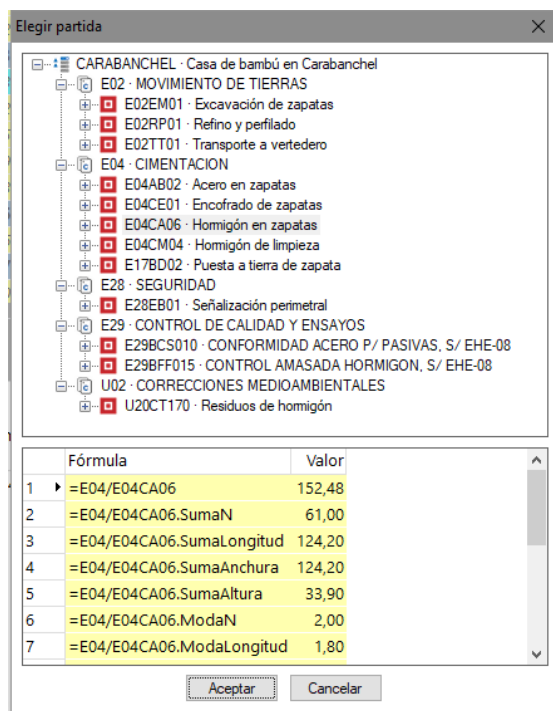 Elegir partida
CARABANCHEL · Casa de bambú en Carabanchel
E02 · MOVIMIENTO DE TIERRAS
E02EM01 · Excavación de zapatas
E02RP01 · Refino y perfilado
E02TT01 · Transporte a vertedero
E04 · CIMENTACION
E04AB02 · Acero en zapatas
E04CE01 · Encofrado de zapatas
E04CA06 · Hormigón en zapatas
E04CM04 · Hormigón de limpieza
E17BD02 · Puesta a tierra de zapata
E28 · SEGURIDAD
E28EB01 · Señalización perimetral
E29 · CONTROL DE CALIDAD Y ENSAYOS
E29BCS010 · CONFORMIDAD ACERO P/ PASIVAS, S/ EHE-08
E29BFF015 · CONTROL AMASADA HORMIGON, S/ EHE-08
U02 · CORRECCIONES MEDIOAMBIENTALES
U20CT170 · Residuos de hormigón
Fórmula Valor
1 =E04/E04CA06 152,48
2 =E04/E04CA06.SumaN 61,00
3 =E04/E04CA06.SumaLongitud 124,20
4 =E04/E04CA06.SumaAnchura 124,20
5 =E04/E04CA06.SumaAltura 33,90
6 =E04/E04CA06.ModaN 2,00
7 =E04/E04CA06.ModaLongitud 1,80
Aceptar Cancelar